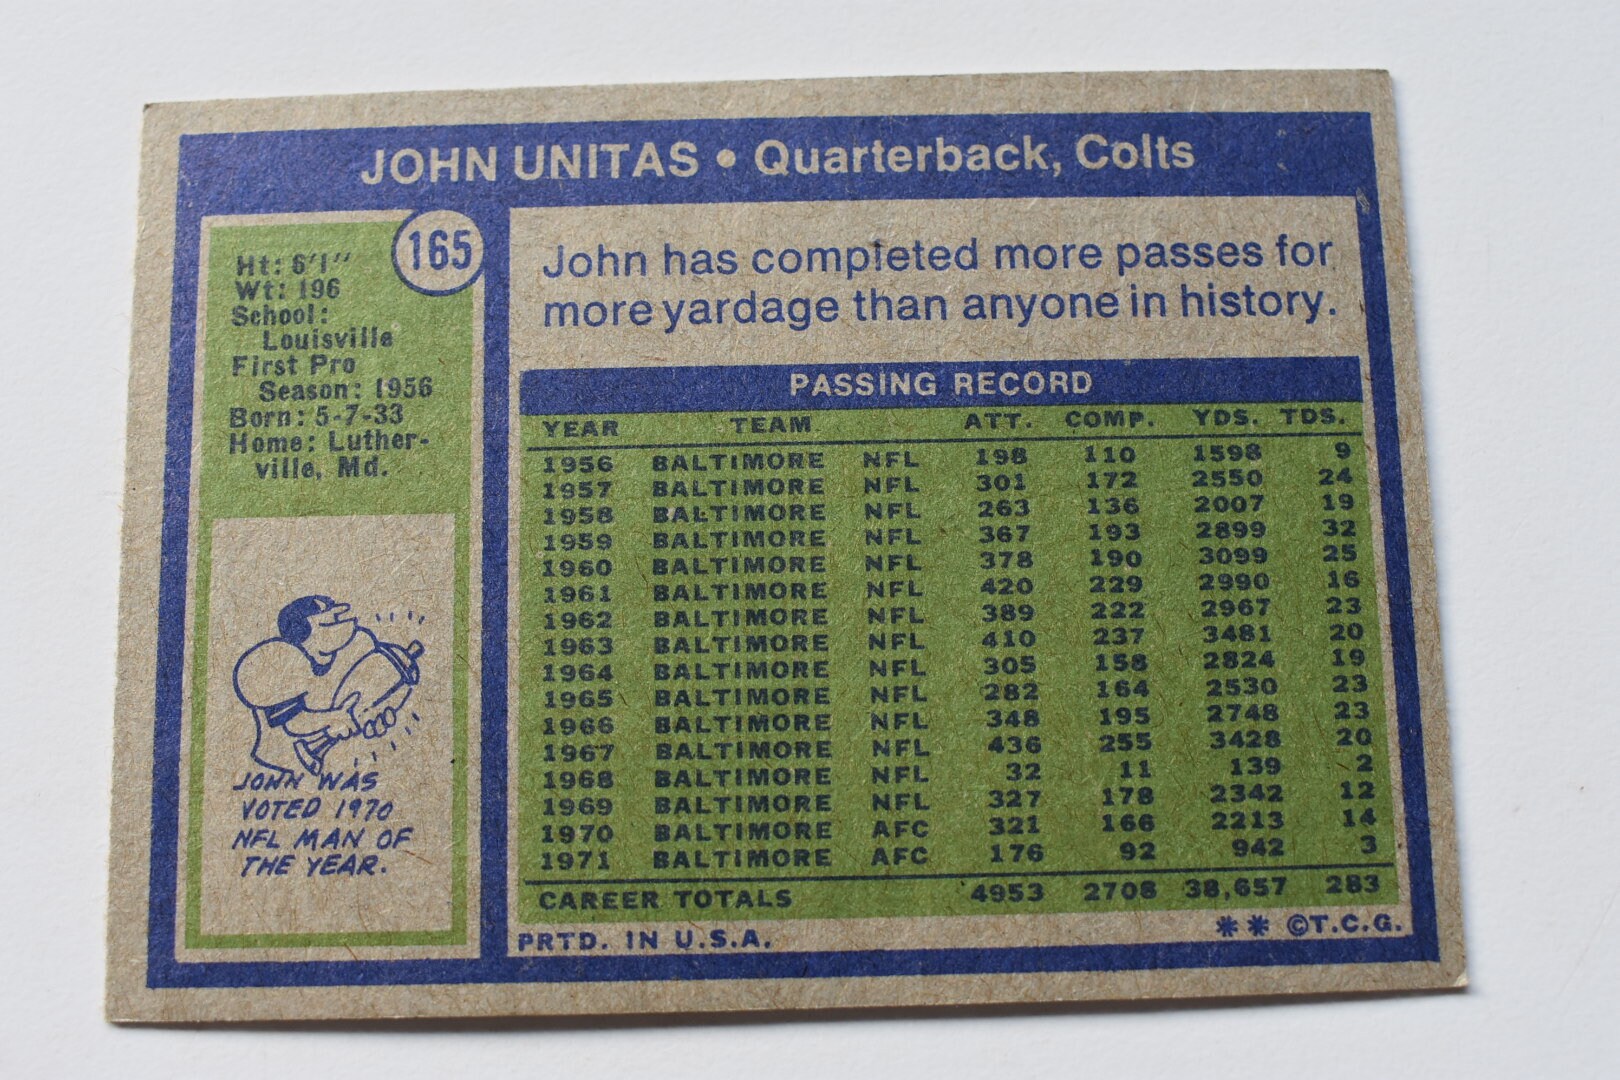 JOHN UNITAS • Quarterback, Colts
165
Ht: 6'1"
Wt: 196
School:
Louisville
First Pro
Season: 1956
Born: 5-7-33
Home: Luther-
ville, Md.
JOHN WAS
VOTED 1970
NFL MAN OF
THE YEAR.
John has completed more passes for
more yardage than anyone in history.
PASSING RECORD
YEAR TEAM ATT. COMP. YDS. TDS.
1956 BALTIMORE NFL 198 110 1598 9
1957 BALTIMORE NFL 301 172 2550 24
1958 BALTIMORE NFL 263 136 2007 19
1959 BALTIMORE NFL 367 193 2899 32
1960 BALTIMORE NFL 378 190 3099 25
1961 BALTIMORE NFL 420 229 2990 16
1962 BALTIMORE NFL 389 222 2967 23
1963 BALTIMORE NFL 410 237 3481 20
1964 BALTIMORE NFL 305 158 2824 19
1965 BALTIMORE NFL 282 164 2530 23
1966 BALTIMORE NFL 348 195 2748 23
1967 BALTIMORE NFL 436 255 3428 20
1968 BALTIMORE NFL 32 11 139 2
1969 BALTIMORE NFL 327 178 2342 12
1970 BALTIMORE AFC 321 166 2213 14
1971 BALTIMORE AFC 176 92 942 3
CAREER TOTALS 4953 2708 38,657 283
PRTD. IN U.S.A. ** ©T.C.G.